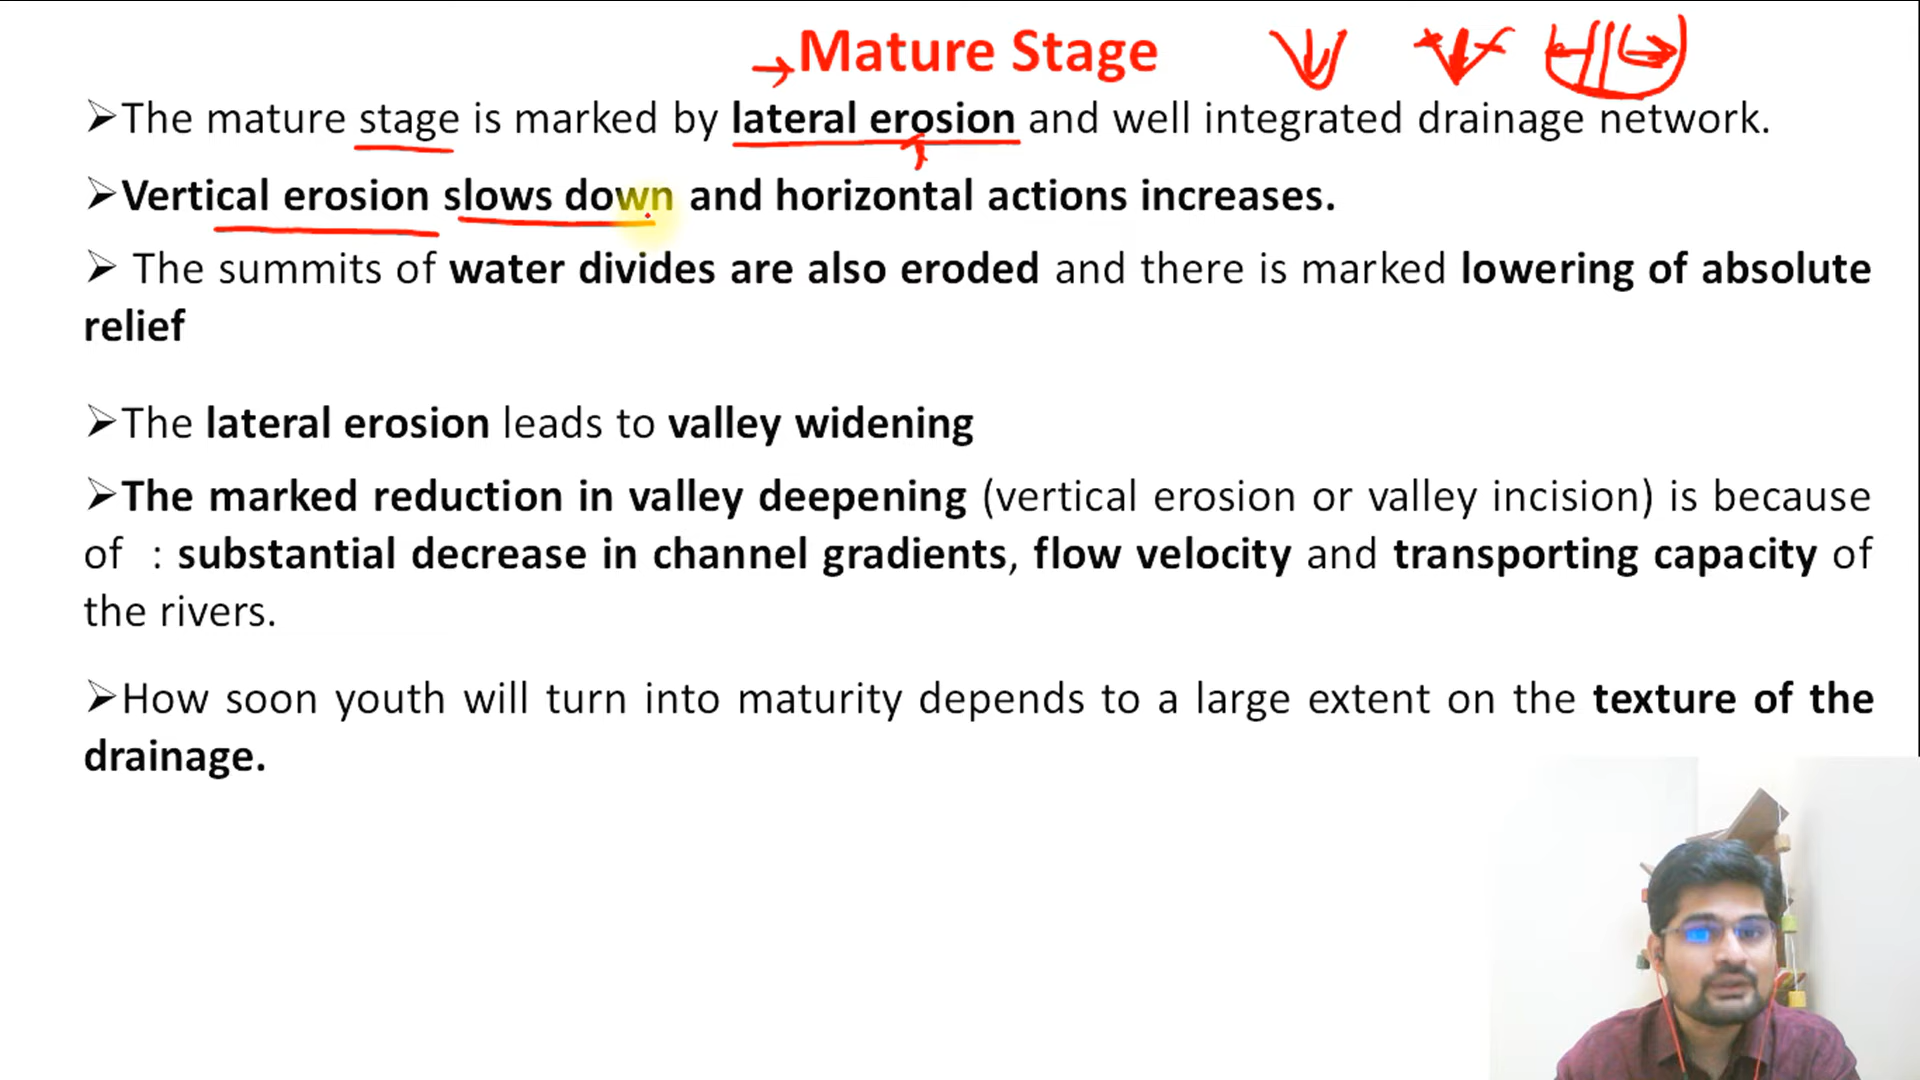 Mature Stage
➢The mature stage is marked by lateral erosion and well integrated drainage network.
➢Vertical erosion slows down and horizontal actions increases.
➢ The summits of water divides are also eroded and there is marked lowering of absolute
relief
➢The lateral erosion leads to valley widening
➢The marked reduction in valley deepening (vertical erosion or valley incision) is because
of : substantial decrease in channel gradients, flow velocity and transporting capacity of
the rivers.
➢How soon youth will turn into maturity depends to a large extent on the texture of the
drainage.